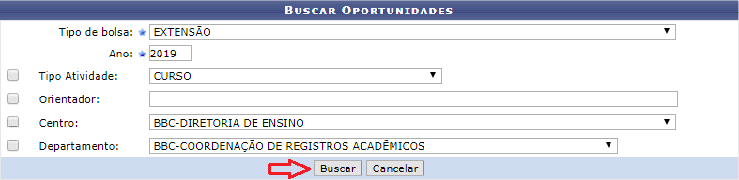 BUSCAR OPORTUNIDADES
Tipo de bolsa: EXTENSÃO
Ano: 2019
Tipo Atividade: CURSO
Orientador:
Centro: BBC-DIRETORIA DE ENSINO
Departamento: BBC-COORDENAÇÃO DE REGISTROS ACADÊMICOS
Buscar Cancelar